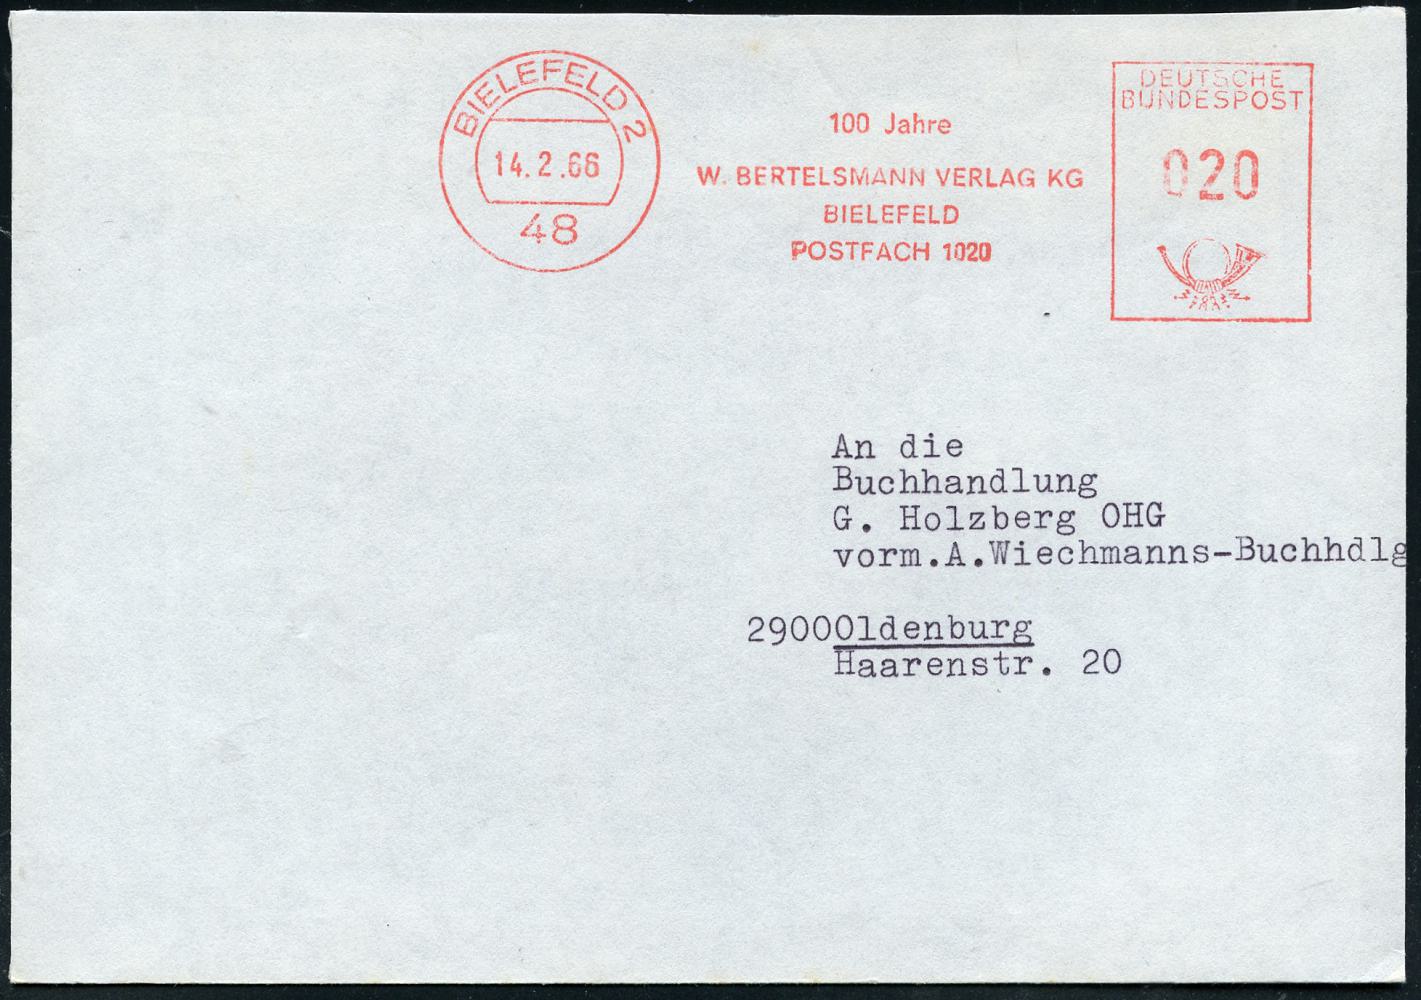 BIELEFELD 2
14.2.66
48
100 Jahre
W. BERTELSMANN VERLAG KG
BIELEFELD
POSTFACH 1020
DEUTSCHE
BUNDESPOST
020
An die
Buchhandlung
G. Holzberg OHG
vorm.A.Wiechmanns-Buchhdlg
2900Oldenburg
Haarenstr. 20